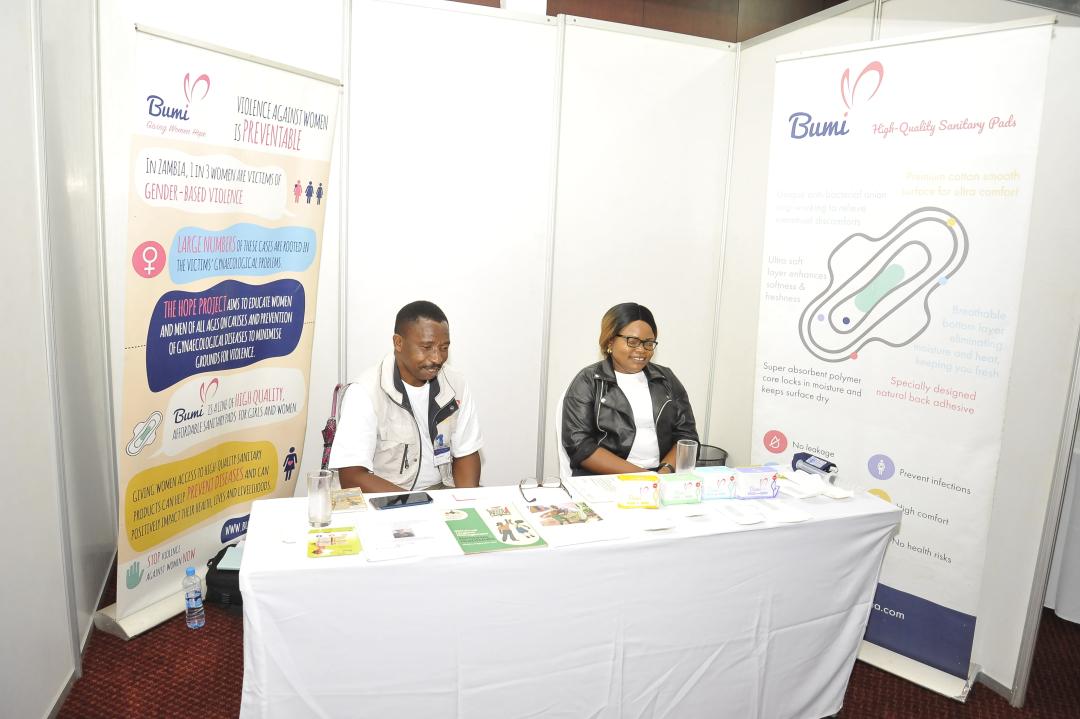 Bumi
Giving Women Hope
VIOLENCE AGAINST WOMEN
IS PREVENTABLE
IN ZAMBIA, 1 IN 3 WOMEN ARE VICTIMS OF
GENDER-BASED VIOLENCE
LARGE NUMBERS OF THESE CASES ARE ROOTED IN
THE VICTIMS' GYNAECOLOGICAL PROBLEMS.
THE HOPE PROJECT AIMS TO EDUCATE WOMEN
AND MEN OF ALL AGES ON CAUSES AND PREVENTION
OF GYNAECOLOGICAL DISEASES TO MINIMISE
GROUNDS FOR VIOLENCE.
Bumi IS A LINE OF HIGH QUALITY,
AFFORDABLE SANITARY PADS FOR GIRLS AND WOMEN.
GIVING WOMEN ACCESS TO HIGH QUALITY SANITARY
PRODUCTS CAN HELP PREVENT DISEASES AND CAN
POSITIVELY IMPACT THEIR HEALTH, LIVES AND LIVELIHOODS.
STOP VIOLENCE
AGAINST WOMEN NOW
Bumi
High-Quality Sanitary Pads
Premium cotton smooth
surface for ultra comfort
Ultra soft
layer enhances
softness &
freshness
Breathable
bottom layer
eliminating
moisture and heat,
keeping you fresh
Super absorbent polymer
core locks in moisture and
keeps surface dry
Specially designed
natural back adhesive
No leakage
Prevent infections
High comfort
No health risks